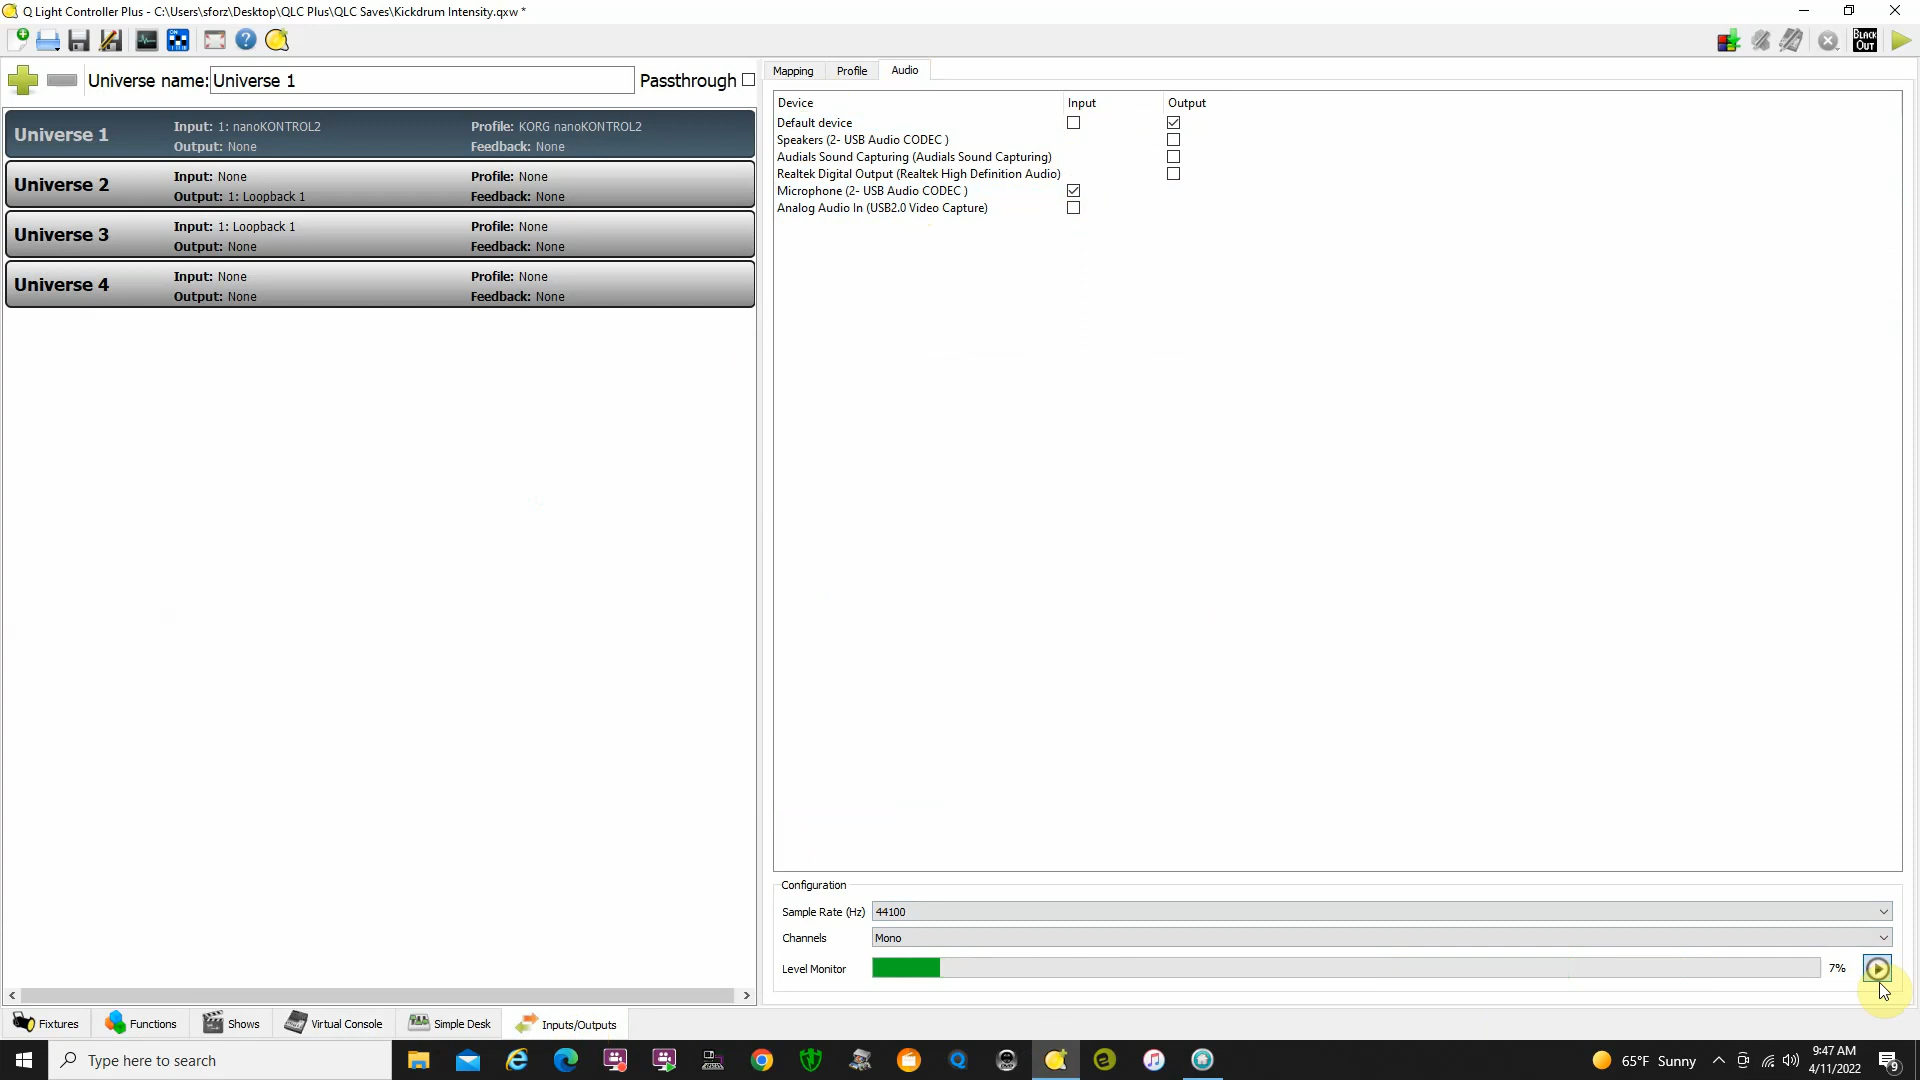 Q Light Controller Plus - C:\Users\sforz\Desktop\QLC Plus\QLC Saves\Kickdrum Intensity.qxw *
BLACK OUT
Universe name: Universe 1 Passthrough
Mapping Profile Audio
Universe 1
Input: 1: nanoKONTROL2 Profile: KORG nanoKONTROL2
Output: None Feedback: None
Universe 2
Input: None Profile: None
Output: 1: Loopback 1 Feedback: None
Universe 3
Input: 1: Loopback 1 Profile: None
Output: None Feedback: None
Universe 4
Input: None Profile: None
Output: None Feedback: None
Device Input Output
Default device
Speakers (2- USB Audio CODEC )
Audials Sound Capturing (Audials Sound Capturing)
Realtek Digital Output (Realtek High Definition Audio)
Microphone (2- USB Audio CODEC )
Analog Audio In (USB2.0 Video Capture)
Configuration
Sample Rate (Hz) 44100
Channels Mono
Level Monitor 7%
Fixtures Functions Shows Virtual Console Simple Desk Inputs/Outputs
Type here to search
65°F Sunny
9:47 AM
4/11/2022
9